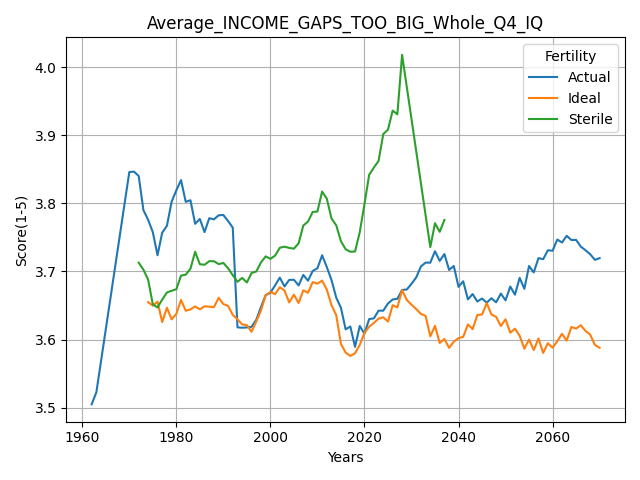 Average_INCOME_GAPS_TOO_BIG_Whole_Q4_IQ
Fertility
Actual
Ideal
Sterile
Score(1-5)
4.0
3.9
3.8
3.7
3.6
3.5
1960 1980 2000 2020 2040 2060
Years